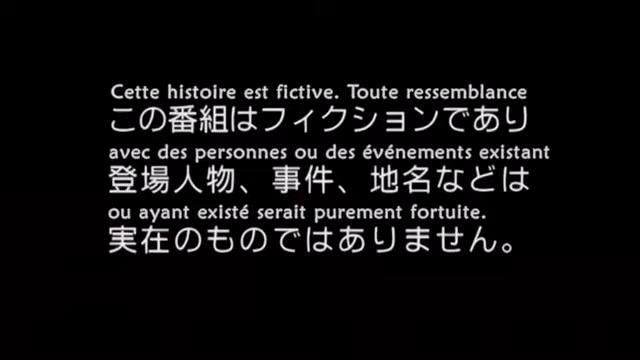 Cette histoire est fictive. Toute ressemblance
この番組はフィクションであり
avec des personnes ou des événements existant
登場人物、事件、地名などは
ou ayant existé serait purement fortuite.
実在のものではありません。